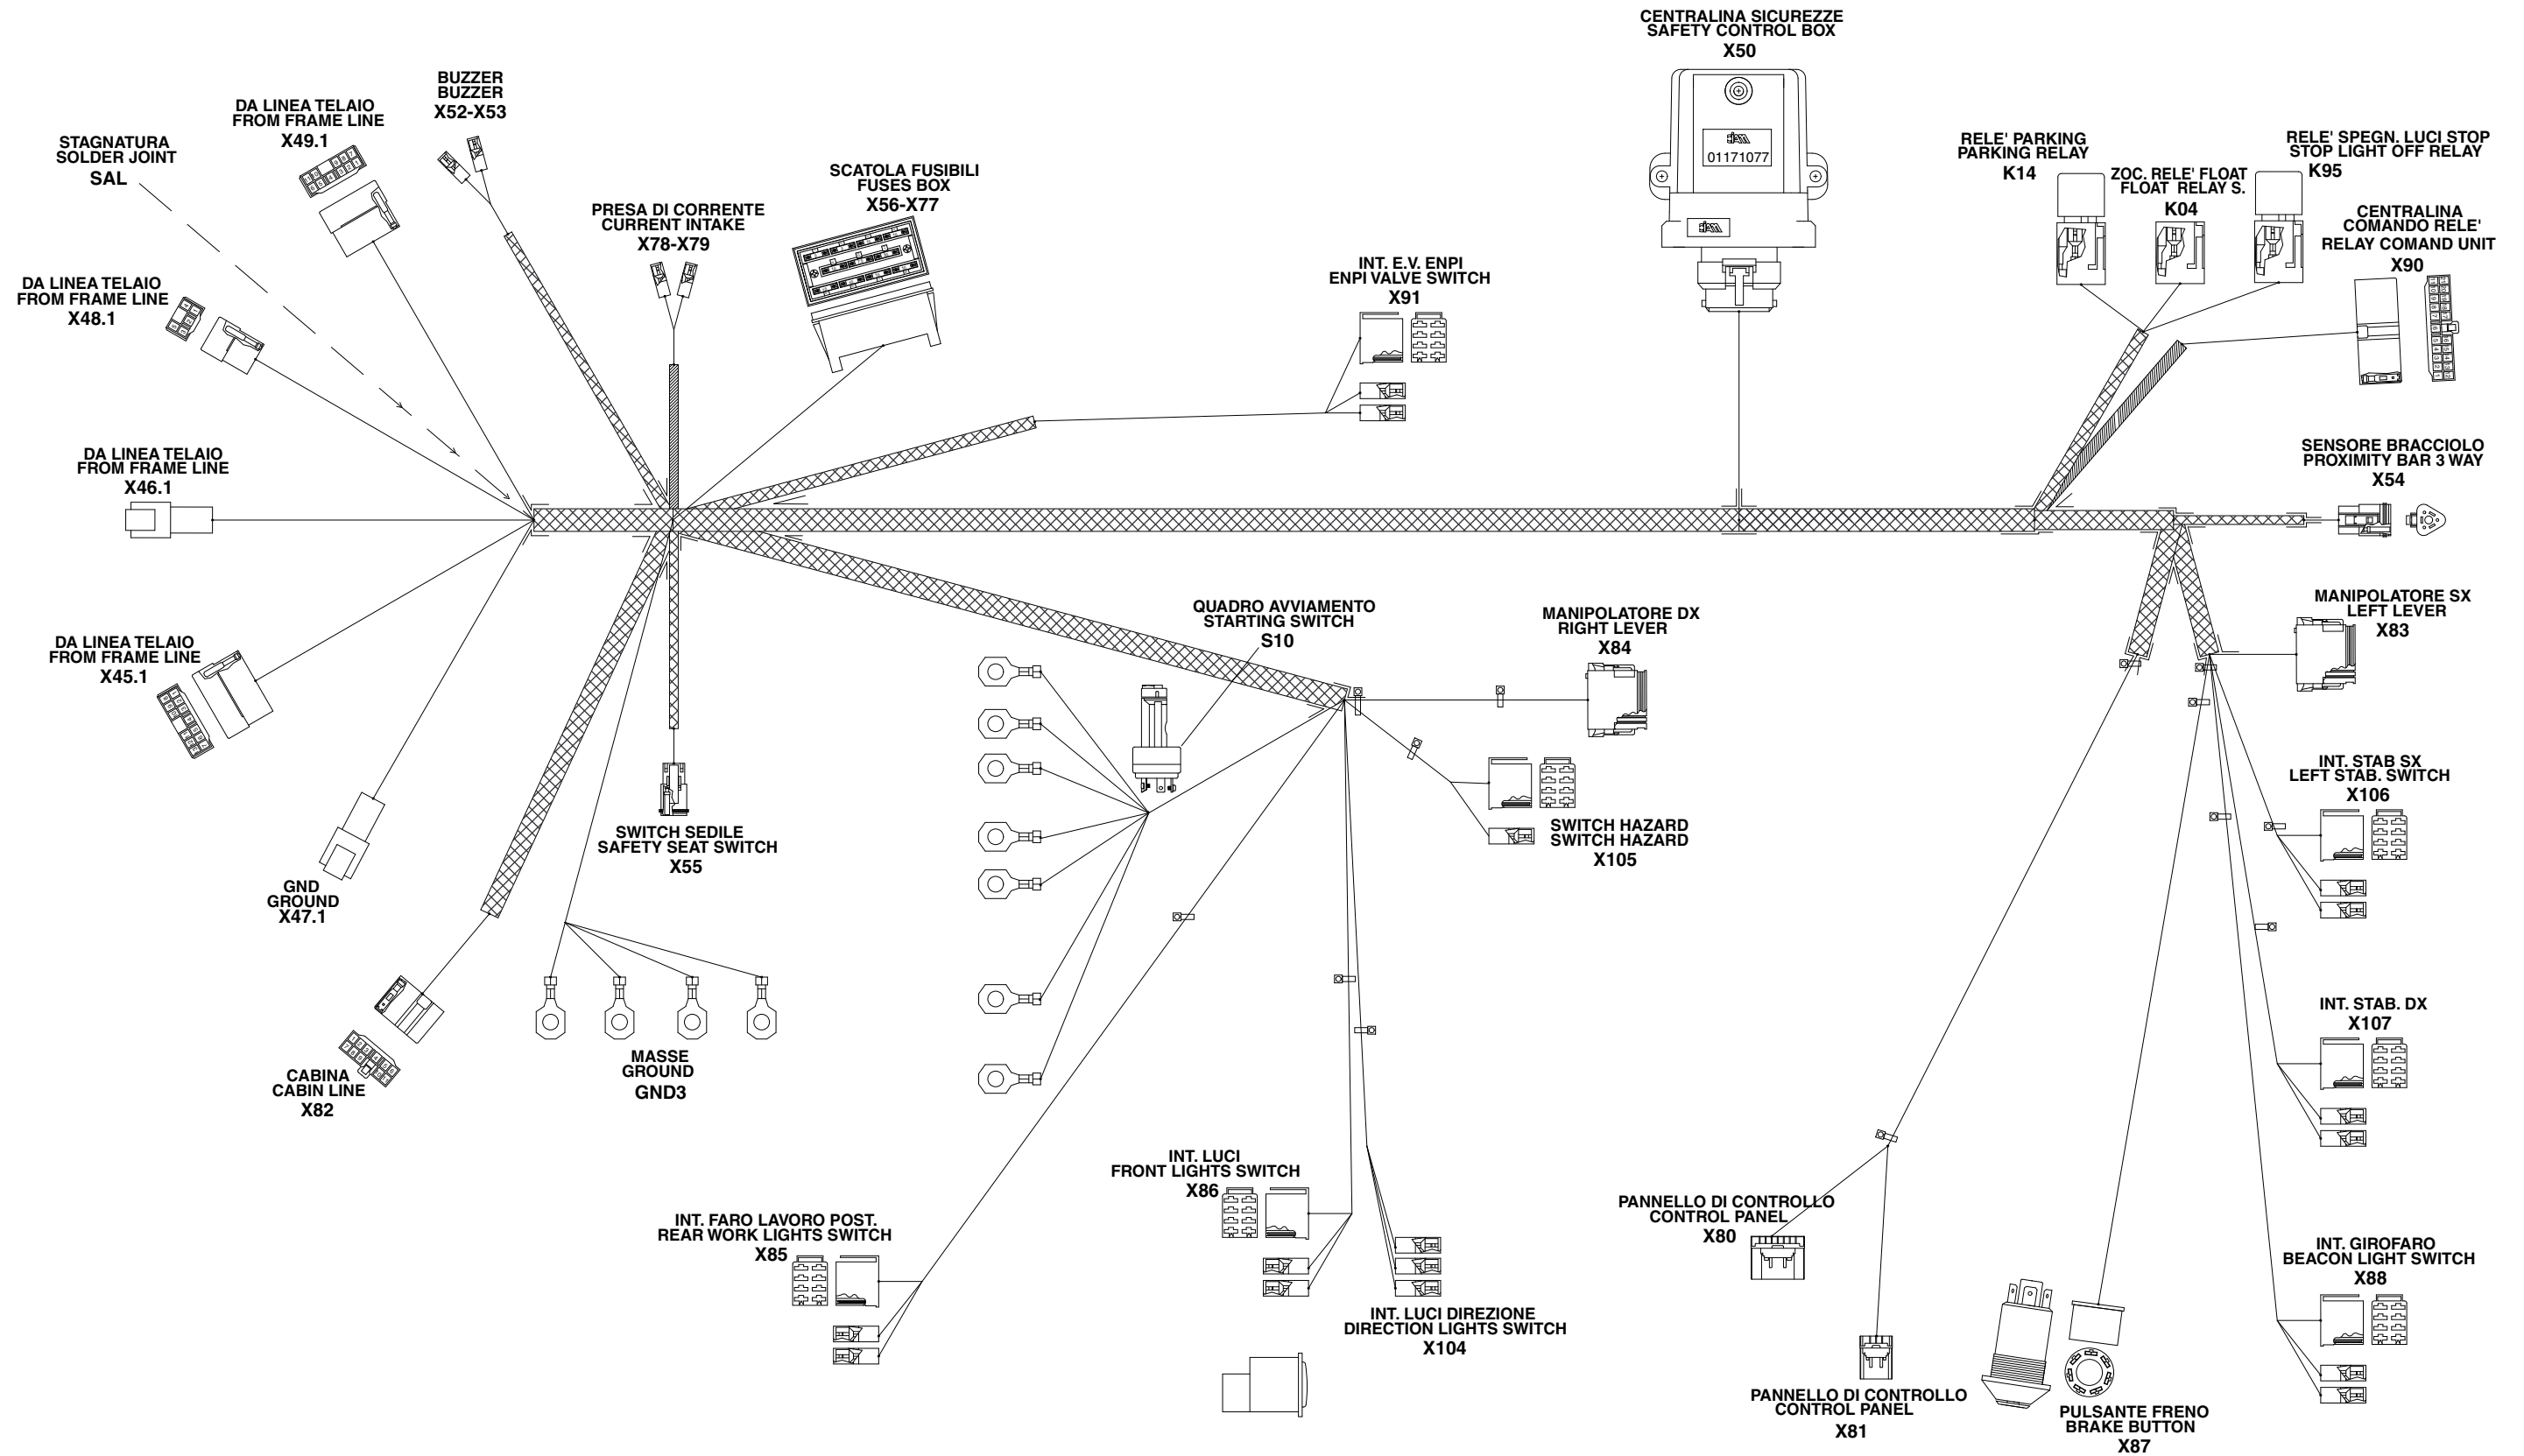 CENTRALINA SICUREZZE
SAFETY CONTROL BOX
X50
01171077
BUZZER
BUZZER
X52-X53
DA LINEA TELAIO
FROM FRAME LINE
X49.1
STAGNATURA
SOLDER JOINT
SAL
SCATOLA FUSIBILI
FUSES BOX
X56-X77
PRESA DI CORRENTE
CURRENT INTAKE
X78-X79
RELE' PARKING
PARKING RELAY
K14
ZOC. RELE' FLOAT
FLOAT RELAY S.
K04
RELE' SPEGN. LUCI STOP
STOP LIGHT OFF RELAY
K95
CENTRALINA
COMANDO RELE'
RELAY COMAND UNIT
X90
INT. E.V. ENPI
ENPI VALVE SWITCH
X91
DA LINEA TELAIO
FROM FRAME LINE
X48.1
DA LINEA TELAIO
FROM FRAME LINE
X46.1
SENSORE BRACCIOLO
PROXIMITY BAR 3 WAY
X54
DA LINEA TELAIO
FROM FRAME LINE
X45.1
QUADRO AVVIAMENTO
STARTING SWITCH
S10
MANIPOLATORE DX
RIGHT LEVER
X84
MANIPOLATORE SX
LEFT LEVER
X83
INT. STAB SX
LEFT STAB. SWITCH
X106
SWITCH SEDILE
SAFETY SEAT SWITCH
X55
SWITCH HAZARD
SWITCH HAZARD
X105
GND
GROUND
X47.1
INT. STAB. DX
X107
MASSE
GROUND
GND3
CABINA
CABIN LINE
X82
INT. LUCI
FRONT LIGHTS SWITCH
X86
INT. FARO LAVORO POST.
REAR WORK LIGHTS SWITCH
X85
PANNELLO DI CONTROLLO
CONTROL PANEL
X80
INT. GIROFARO
BEACON LIGHT SWITCH
X88
INT. LUCI DIREZIONE
DIRECTION LIGHTS SWITCH
X104
PANNELLO DI CONTROLLO
CONTROL PANEL
X81
PULSANTE FRENO
BRAKE BUTTON
X87